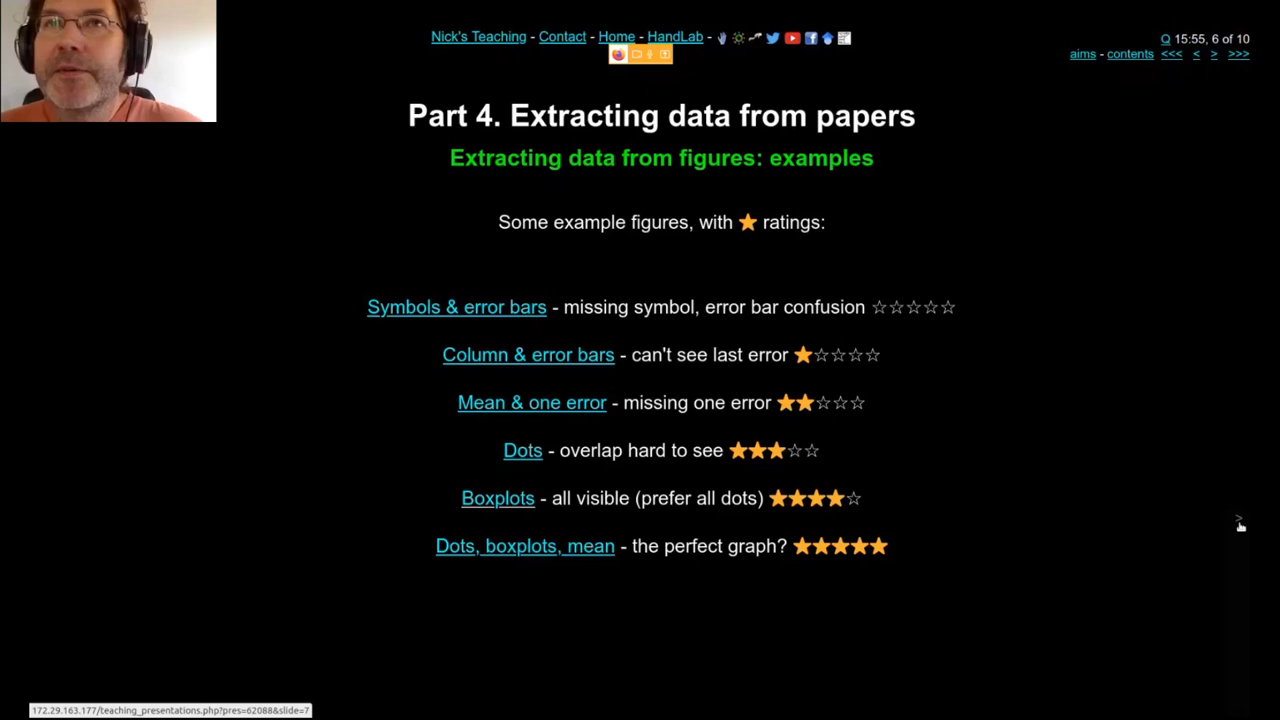 Nick's Teaching - Contact - Home - HandLab -
Q 15:55, 6 of 10
aims - contents <<< < > >>>
Part 4. Extracting data from papers
Extracting data from figures: examples
Some example figures, with ⭐ ratings:
Symbols & error bars - missing symbol, error bar confusion ☆☆☆☆☆
Column & error bars - can't see last error ⭐☆☆☆☆
Mean & one error - missing one error ⭐⭐☆☆☆
Dots - overlap hard to see ⭐⭐⭐☆☆
Boxplots - all visible (prefer all dots) ⭐⭐⭐⭐☆
>
Dots, boxplots, mean - the perfect graph? ⭐⭐⭐⭐⭐
172.29.163.177/teaching_presentations.php?pres=62088&slide=7